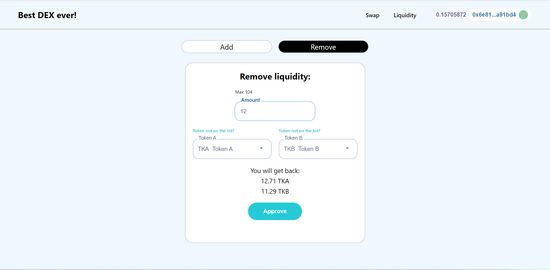 Best DEX ever!
Swap
Liquidity
0.15705872
0x6e81...a91bd4
Add
Remove
Remove liquidity:
Max: 934
Amount
12
Token not on the list?
Token not on the list?
Token A
Token B
TKA Token A
TKB Token B
You will get back:
12.71 TKA
11.29 TKB
Approve